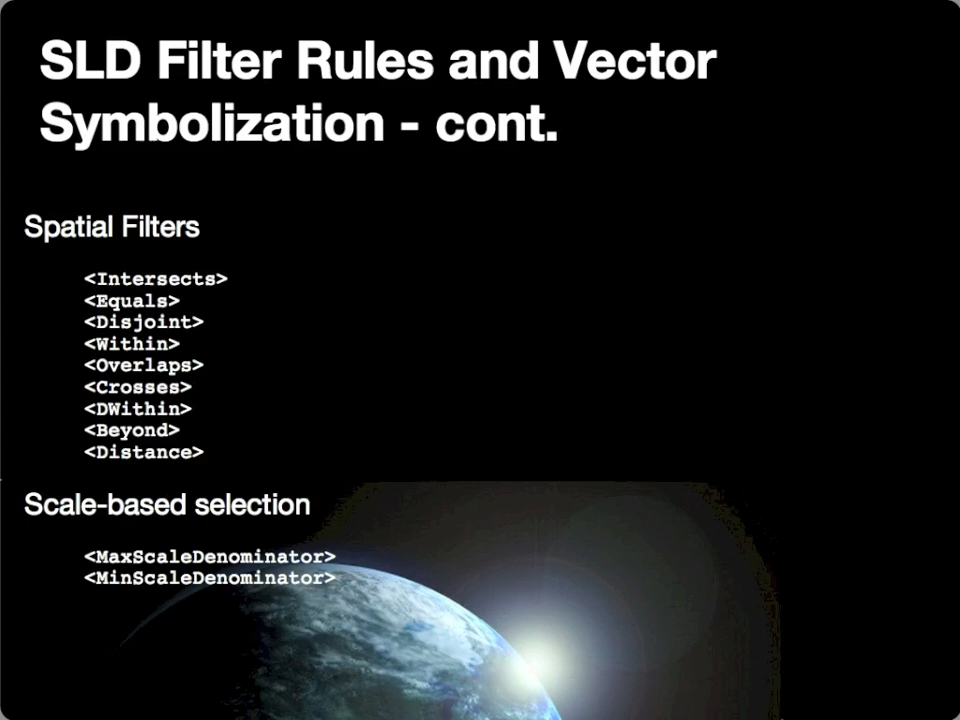 SLD Filter Rules and Vector
Symbolization - cont.
Spatial Filters
<Intersects>
<Equals>
<Disjoint>
<Within>
<Overlaps>
<Crosses>
<DWithin>
<Beyond>
<Distance>
Scale-based selection
<MaxScaleDenominator>
<MinScaleDenominator>